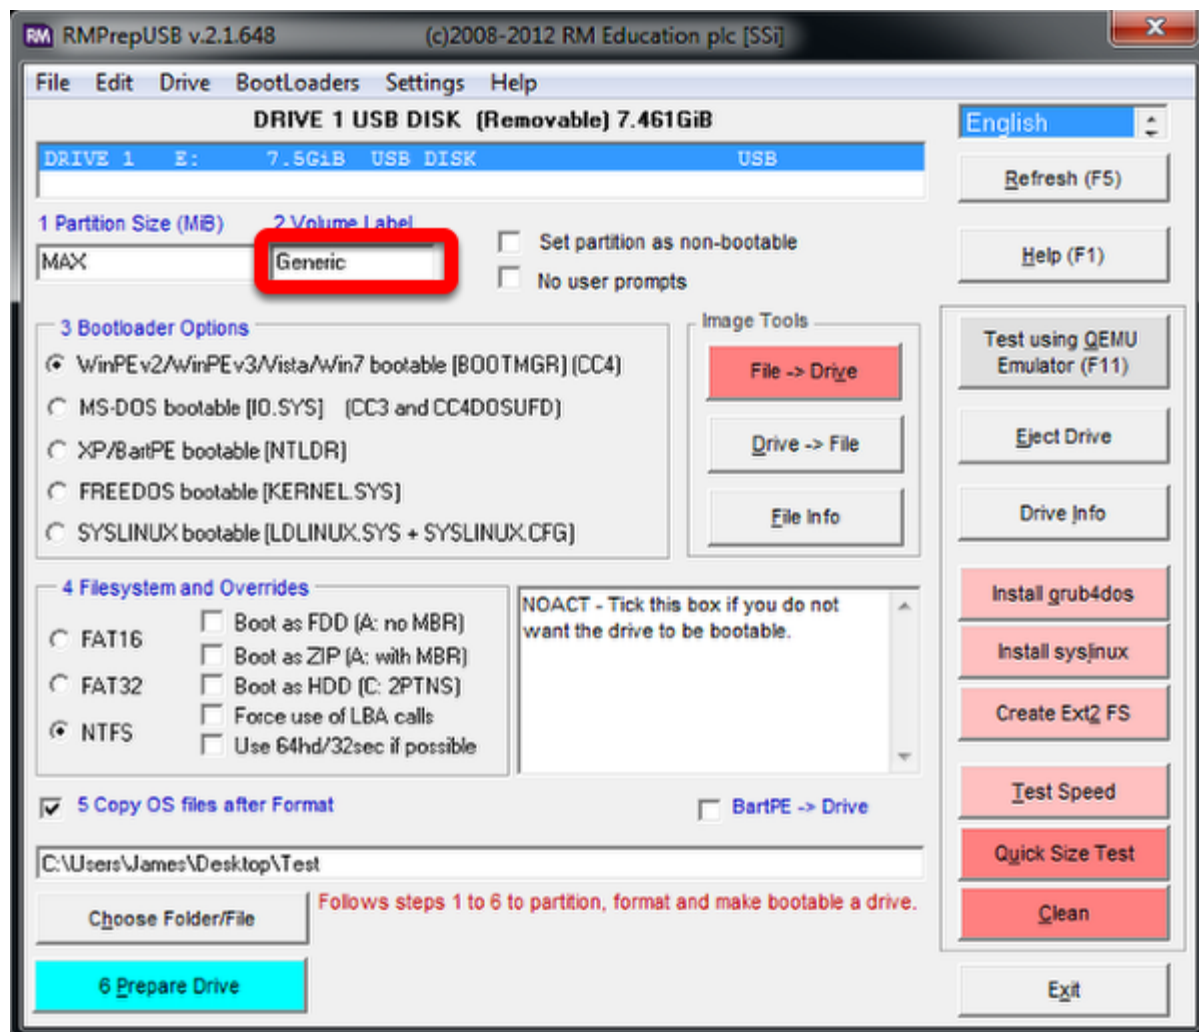 RM RMPrepUSB v.2.1.648 (c)2008-2012 RM Education plc [SSi] X
File Edit Drive BootLoaders Settings Help
DRIVE 1 USB DISK (Removable) 7.461GiB
English
DRIVE 1 E: 7.5GiB USB DISK USB
Refresh (F5)
1 Partition Size (MiB) 2 Volume Label
MAX Generic
Set partition as non-bootable
No user prompts
Help (F1)
3 Bootloader Options
WinPEv2/WinPEv3/Vista/Win7 bootable [BOOTMGR] (CC4)
MS-DOS bootable [IO.SYS] (CC3 and CC4DOSUFD)
XP/BartPE bootable [NTLDR]
FREEDOS bootable [KERNEL.SYS]
SYSLINUX bootable [LDLINUX.SYS + SYSLINUX.CFG]
Image Tools
File -> Drive
Drive -> File
File Info
Test using QEMU
Emulator (F11)
Eject Drive
Drive Info
4 Filesystem and Overrides
FAT16
FAT32
NTFS
Boot as FDD (A: no MBR)
Boot as ZIP (A: with MBR)
Boot as HDD (C: 2PTNS)
Force use of LBA calls
Use 64hd/32sec if possible
NOACT - Tick this box if you do not
want the drive to be bootable.
Install grub4dos
Install syslinux
Create Ext2 FS
5 Copy OS files after Format
BartPE -> Drive
Test Speed
C:\Users\James\Desktop\Test
Quick Size Test
Choose Folder/File
Follows steps 1 to 6 to partition, format and make bootable a drive.
Clean
6 Prepare Drive
Exit